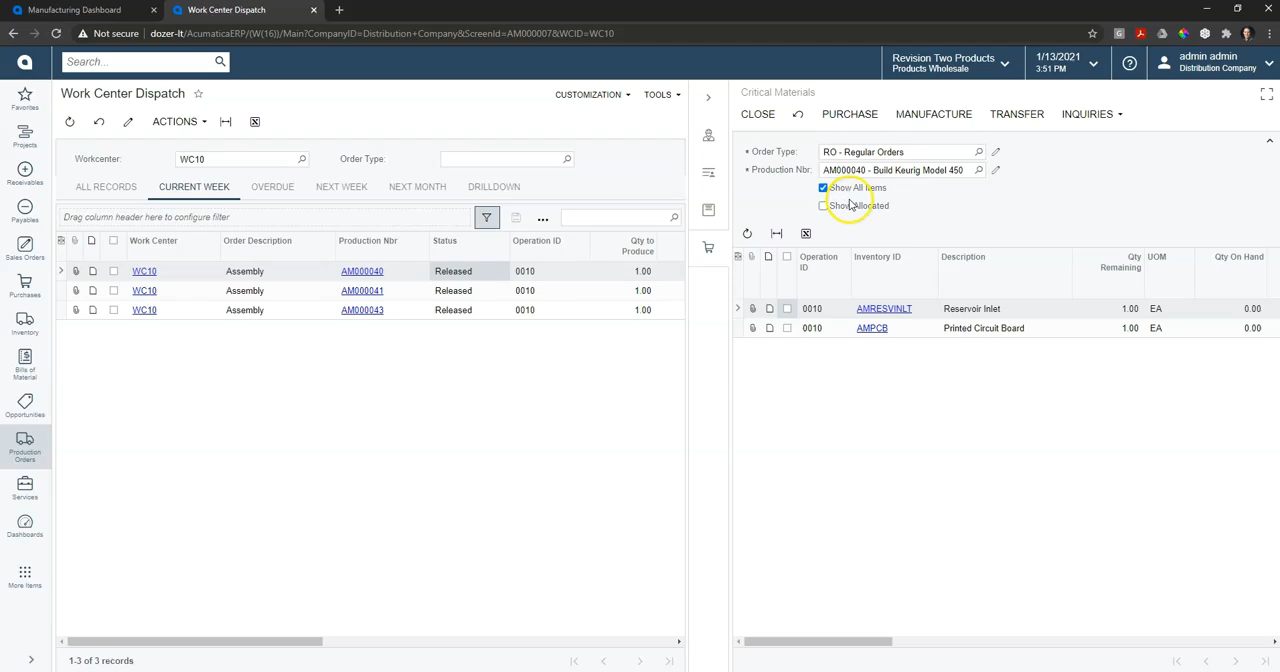 Manufacturing Dashboard
Work Center Dispatch
Not secure
dozer-lt/AcumaticaERP/(W(16))/Main?CompanyID=Distribution+Company&ScreenId=AM000007&WCID=WC10
Search...
Revision Two Products
Products Wholesale
1/13/2021
3:51 PM
admin admin
Distribution Company
Favorites
Projects
Receivables
Payables
Sales Orders
Purchases
Inventory
Bills of
Material
Opportunities
Production
Orders
Services
Dashboards
More Items
Work Center Dispatch
CUSTOMIZATION
TOOLS
ACTIONS
Workcenter:
WC10
Order Type:
ALL RECORDS
CURRENT WEEK
OVERDUE
NEXT WEEK
NEXT MONTH
DRILLDOWN
Drag column header here to configure filter
Work Center
Order Description
Production Nbr
Status
Operation ID
Qty to
Produce
WC10 Assembly AM000040 Released 0010 1.00
WC10 Assembly AM000041 Released 0010 1.00
WC10 Assembly AM000043 Released 0010 1.00
1-3 of 3 records
Critical Materials
CLOSE
PURCHASE
MANUFACTURE
TRANSFER
INQUIRIES
Order Type:
RO - Regular Orders
Production Nbr:
AM000040 - Build Keurig Model 450
Show All Items
Show Allocated
Operation
ID
Inventory ID
Description
Qty
Remaining
UOM
Qty On Hand
0010 AMRESVINLT Reservoir Inlet 1.00 EA 0.00
0010 AMPCB Printed Circuit Board 1.00 EA 0.00